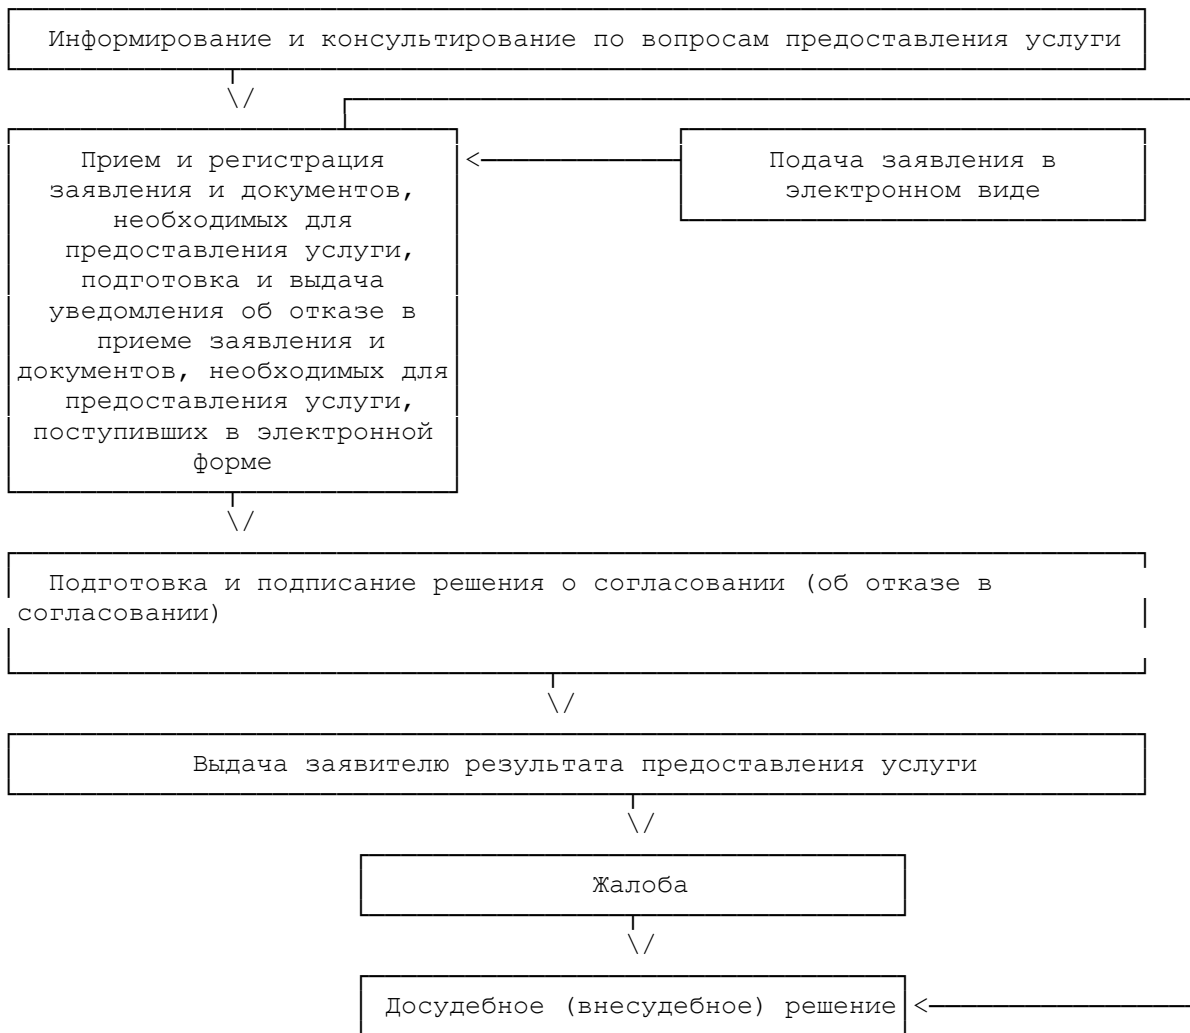 Информирование и консультирование по вопросам предоставления услуги
Прием и регистрация
заявления и документов,
необходимых для
предоставления услуги,
подготовка и выдача
уведомления об отказе в
приеме заявления и
документов, необходимых для
предоставления услуги,
поступивших в электронной
форме
Подача заявления в
электронном виде
Подготовка и подписание решения о согласовании (об отказе в
согласовании)
Выдача заявителю результата предоставления услуги
Жалоба
Досудебное (внесудебное) решение